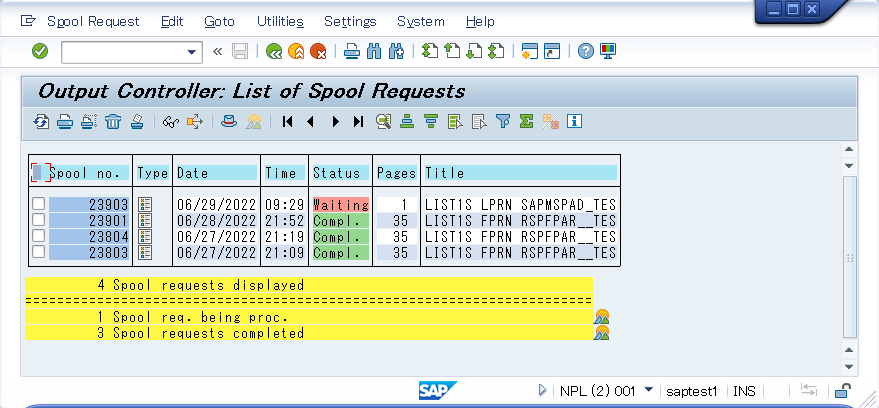 Spool Request Edit Goto Utilities Settings System Help
Output Controller: List of Spool Requests
Spool no. Type Date Time Status Pages Title
23903 06/29/2022 09:29 Waiting 1 LIST1S LPRN SAPMSPAD_TES
23901 06/28/2022 21:52 Compl. 35 LIST1S FPRN RSPFPAR__TES
23804 06/27/2022 21:19 Compl. 35 LIST1S FPRN RSPFPAR__TES
23803 06/27/2022 21:09 Compl. 35 LIST1S FPRN RSPFPAR__TES
4 Spool requests displayed
=======================================================================
1 Spool req. being proc.
3 Spool requests completed
SAP NPL (2) 001 saptest1 INS